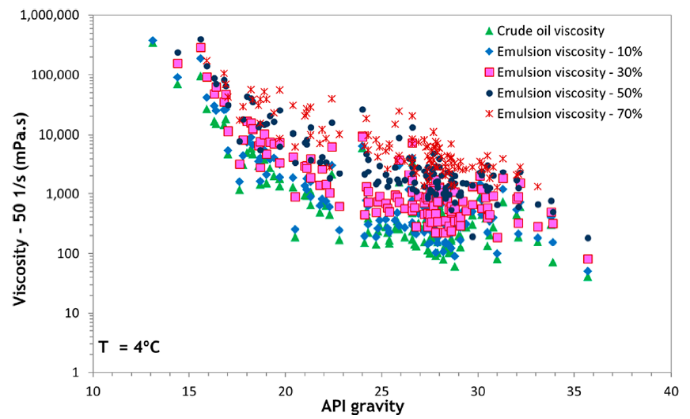 1,000,000
100,000
10,000
1,000
100
10
1
Viscosity - 50 1/s (mPa.s)
Crude oil viscosity
Emulsion viscosity - 10%
Emulsion viscosity - 30%
Emulsion viscosity - 50%
Emulsion viscosity - 70%
T = 4°C
10 15 20 25 30 35 40
API gravity